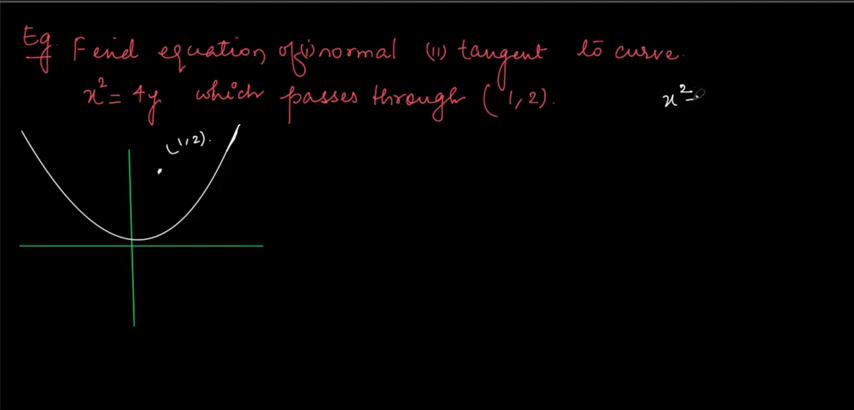 Eg. Find equation of (i) normal (ii) tangent to curve.
x² = 4y which passes through (1, 2).
x² =
(1, 2).